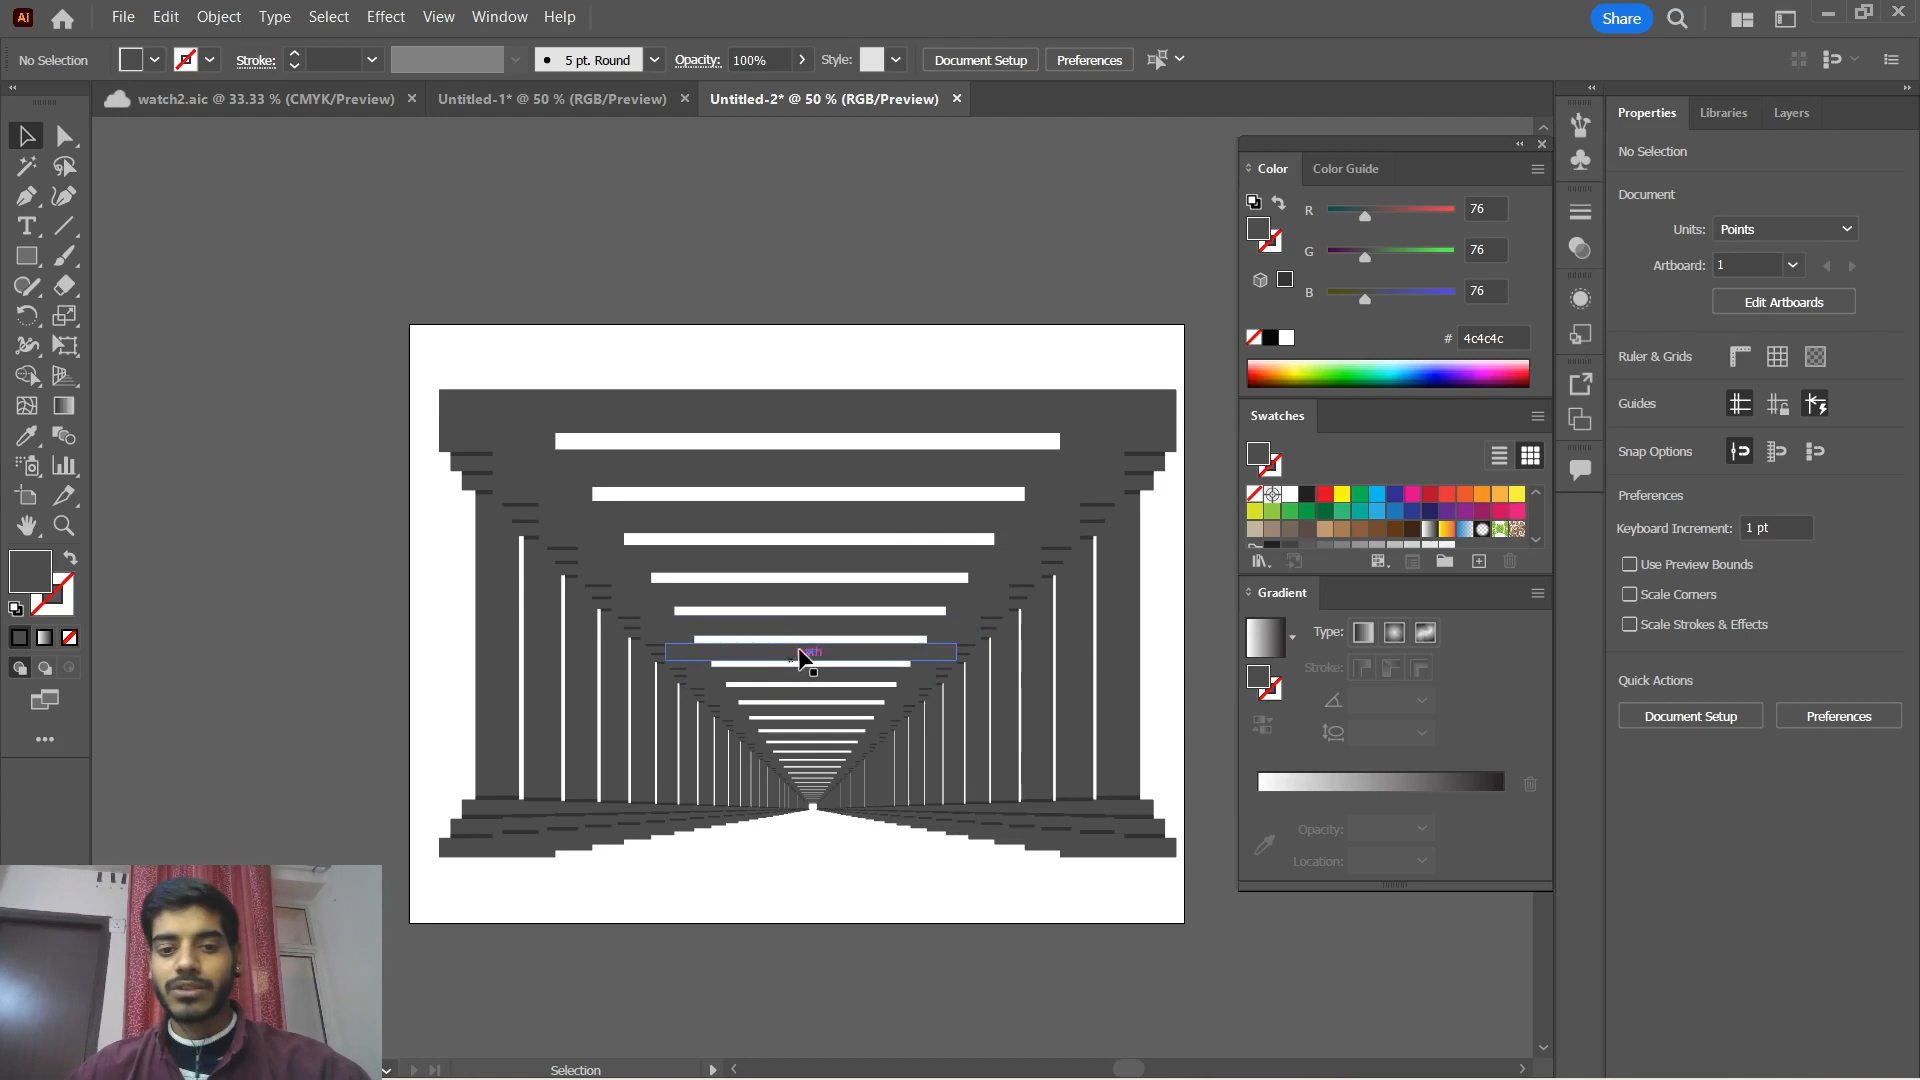 Ai File Edit Object Type Select Effect View Window Help Share
No Selection Stroke: 5 pt. Round Opacity: 100% Style: Document Setup Preferences
watch2.aic @ 33.33 % (CMYK/Preview) Untitled-1* @ 50 % (RGB/Preview) Untitled-2* @ 50 % (RGB/Preview)
Color Color Guide
R 76
G 76
B 76
# 4c4c4c
Swatches
Gradient
Type:
Stroke:
Opacity:
Location:
Properties Libraries Layers
No Selection
Document
Units: Points
Artboard: 1
Edit Artboards
Ruler & Grids
Guides
Snap Options
Preferences
Keyboard Increment: 1 pt
Use Preview Bounds
Scale Corners
Scale Strokes & Effects
Quick Actions
Document Setup Preferences
Selection